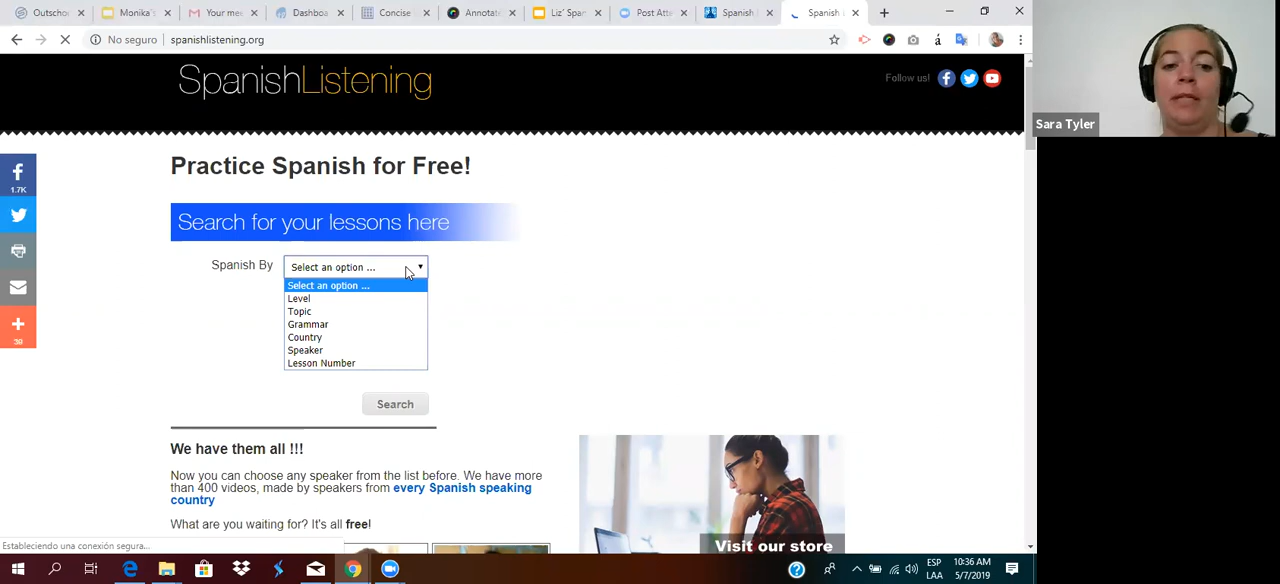 Outschoo
Monika'
Your mee
Dashboa
Concise
Annotate
Liz' Span
Post Atte
Spanish
Spanish L
No seguro
spanishlistening.org
á
SpanishListening
Follow us!
Sara Tyler
Practice Spanish for Free!
1.7K
Search for your lessons here
Spanish By
Select an option ...
Select an option ...
Level
Topic
Grammar
Country
Speaker
Lesson Number
39
Search
We have them all !!!
Now you can choose any speaker from the list before. We have more
than 400 videos, made by speakers from every Spanish speaking
country
What are you waiting for? It's all free!
Visit our store
Estableciendo una conexión segura...
ESP
LAA
10:36 AM
5/7/2019